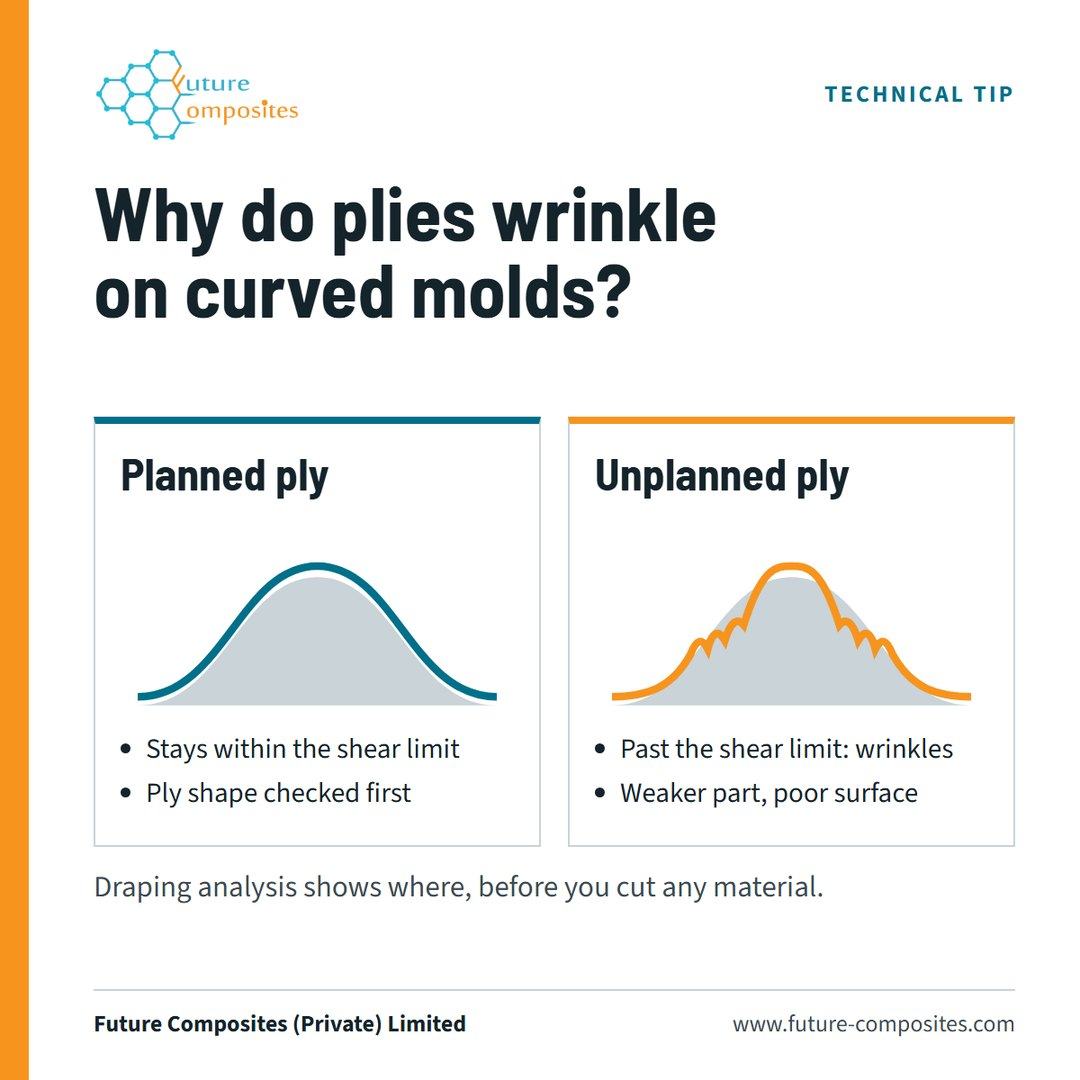 uture
omposites
TECHNICAL TIP
Why do plies wrinkle
on curved molds?
Planned ply
• Stays within the shear limit
• Ply shape checked first
Unplanned ply
• Past the shear limit: wrinkles
• Weaker part, poor surface
Draping analysis shows where, before you cut any material.
Future Composites (Private) Limited
www.future-composites.com